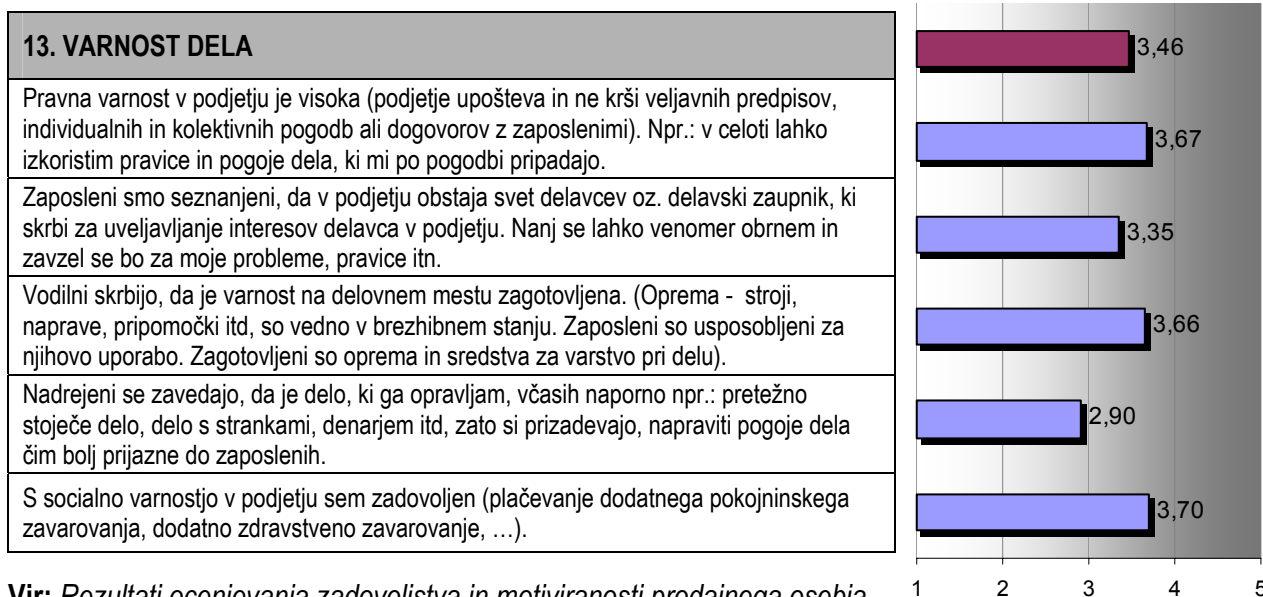 13. VARNOST DELA
3,46
Pravna varnost v podjetju je visoka (podjetje upošteva in ne krši veljavnih predpisov,
individualnih in kolektivnih pogodb ali dogovorov z zaposlenimi). Npr.: v celoti lahko
izkoristim pravice in pogoje dela, ki mi po pogodbi pripadajo.
3,67
Zaposleni smo seznanjeni, da v podjetju obstaja svet delavcev oz. delavski zaupnik, ki
skrbi za uveljavljanje interesov delavca v podjetju. Nanj se lahko venomer obrnem in
zavzel se bo za moje probleme, pravice itn.
3,35
Vodilni skrbijo, da je varnost na delovnem mestu zagotovljena. (Oprema - stroji,
naprave, pripomočki itd, so vedno v brezhibnem stanju. Zaposleni so usposobljeni za
njihovo uporabo. Zagotovljeni so oprema in sredstva za varstvo pri delu).
3,66
Nadrejeni se zavedajo, da je delo, ki ga opravljam, včasih naporno npr.: pretežno
stoječe delo, delo s strankami, denarjem itd, zato si prizadevajo, napraviti pogoje dela
čim bolj prijazne do zaposlenih.
2,90
S socialno varnostjo v podjetju sem zadovoljen (plačevanje dodatnega pokojninskega
zavarovanja, dodatno zdravstveno zavarovanje, …).
3,70
1 2 3 4 5
Vir: Rezultati ocenjevanja zadovoljstva in motiviranosti prodajnega osebja